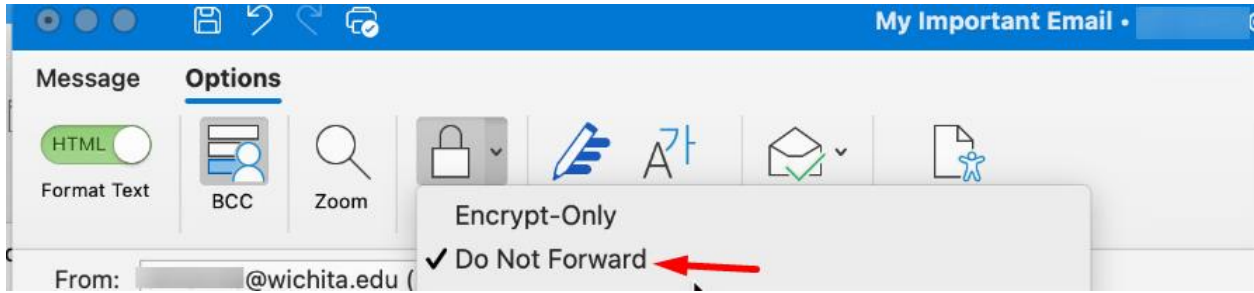 My Important Email •
Message Options
HTML
Format Text
BCC
Zoom
Encrypt-Only
✓ Do Not Forward
From: @wichita.edu (